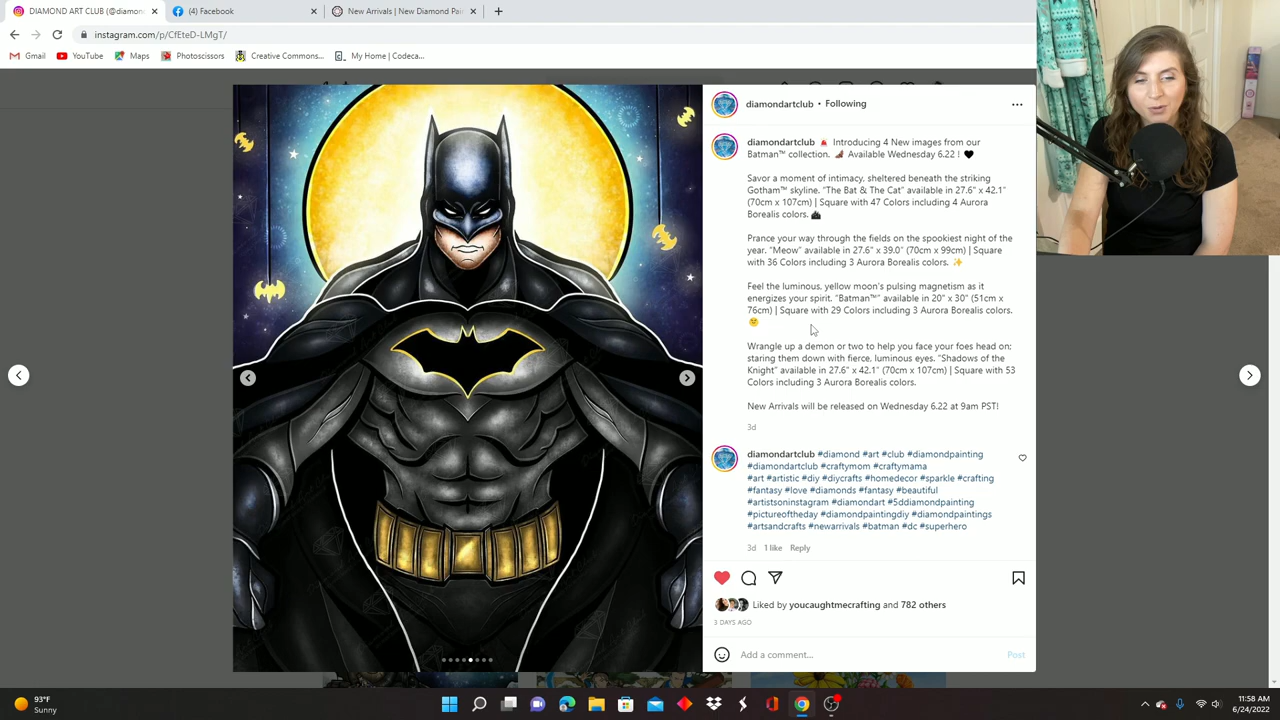 DIAMOND ART CLUB (@diamon
(4) Facebook
New Arrivals | New Diamond Pai
instagram.com/p/CfEteD-LMgT/
Gmail
YouTube
Maps
Photoscissors
Creative Commons...
My Home | Codeca...
diamondartclub • Following
diamondartclub 🚨 Introducing 4 New images from our
Batman™ collection. Available Wednesday 6.22 ! 🖤
Savor a moment of intimacy, sheltered beneath the striking
Gotham™ skyline. "The Bat & The Cat" available in 27.6" x 42.1"
(70cm x 107cm) | Square with 47 Colors including 4 Aurora
Borealis colors.
Prance your way through the fields on the spookiest night of the
year. "Meow" available in 27.6" x 39.0" (70cm x 99cm) | Square
with 36 Colors including 3 Aurora Borealis colors. ✨
Feel the luminous, yellow moon's pulsing magnetism as it
energizes your spirit. "Batman™" available in 20" x 30" (51cm x
76cm) | Square with 29 Colors including 3 Aurora Borealis colors.
Wrangle up a demon or two to help you face your foes head on;
staring them down with fierce, luminous eyes. "Shadows of the
Knight" available in 27.6" x 42.1" (70cm x 107cm) | Square with 53
Colors including 3 Aurora Borealis colors.
New Arrivals will be released on Wednesday 6.22 at 9am PST!
3d
diamondartclub #diamond #art #club #diamondpainting
#diamondartclub #craftymom #craftymama
#art #artistic #diy #diycrafts #homedecor #sparkle #crafting
#fantasy #love #diamonds #fantasy #beautiful
#artistsoninstagram #diamondart #5ddiamondpainting
#pictureoftheday #diamondpaintingdiy #diamondpaintings
#artsandcrafts #newarrivals #batman #dc #superhero
3d 1 like Reply
Liked by youcaughtmecrafting and 782 others
3 DAYS AGO
Add a comment...
Post
93°F
Sunny
11:58 AM
6/24/2022